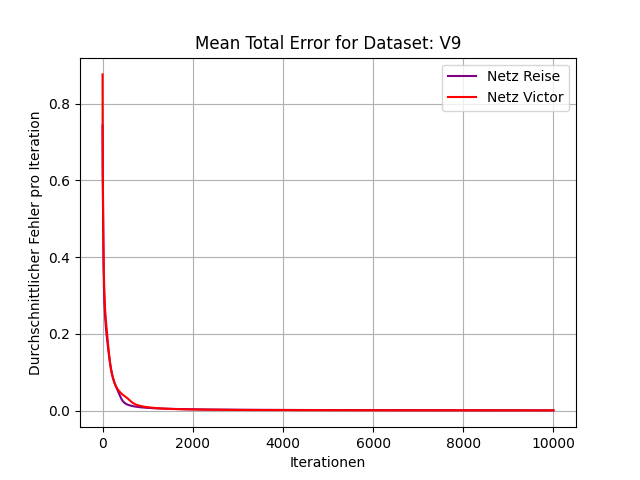 Mean Total Error for Dataset: V9
Netz Reise
Netz Victor
Durchschnittlicher Fehler pro Iteration
0.8
0.6
0.4
0.2
0.0
0 2000 4000 6000 8000 10000
Iterationen